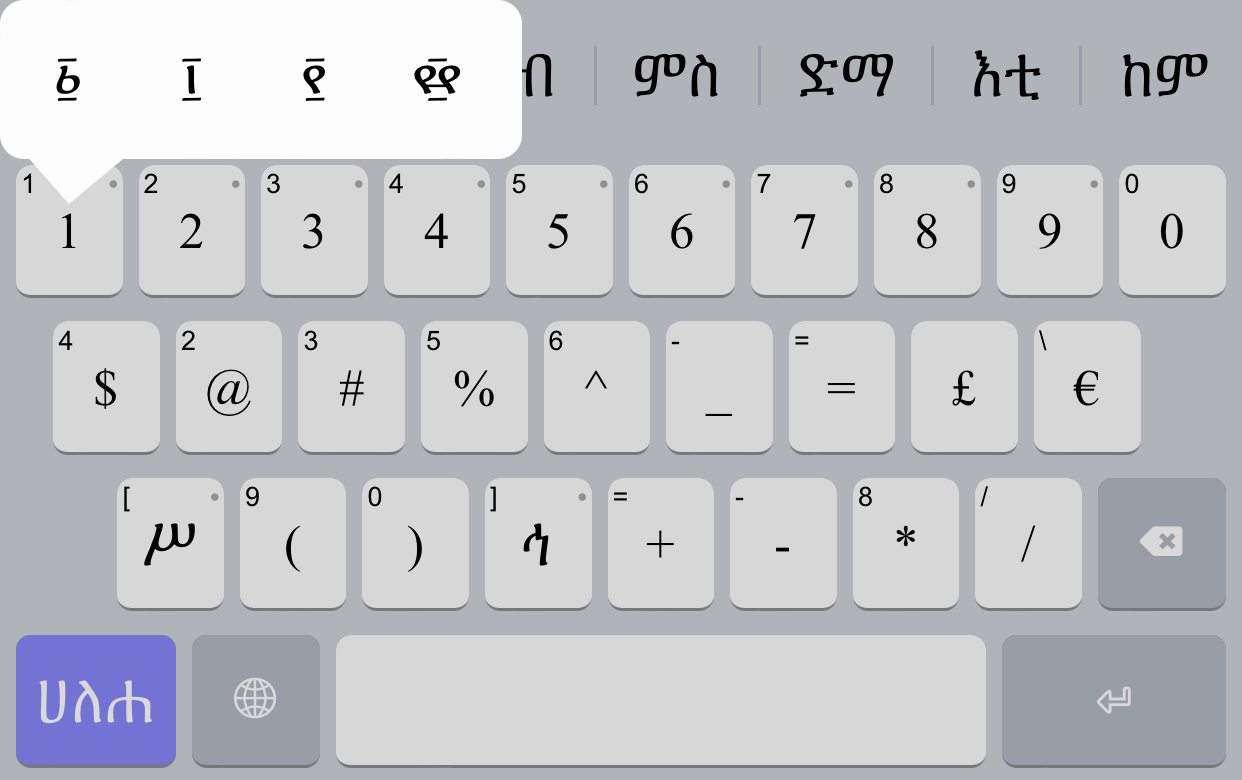 ፩ ፲ ፻ ፼ ብ ምስ ድማ እቲ ከም
1 2 3 4 5 6 7 8 9 0
1 2 3 4 5 6 7 8 9 0
4 2 3 5 6 - = \
$ @ # % ^ _ = £ €
[ 9 0 ] = - 8 /
ሥ ( ) ኅ + - * /
ሀለሐ